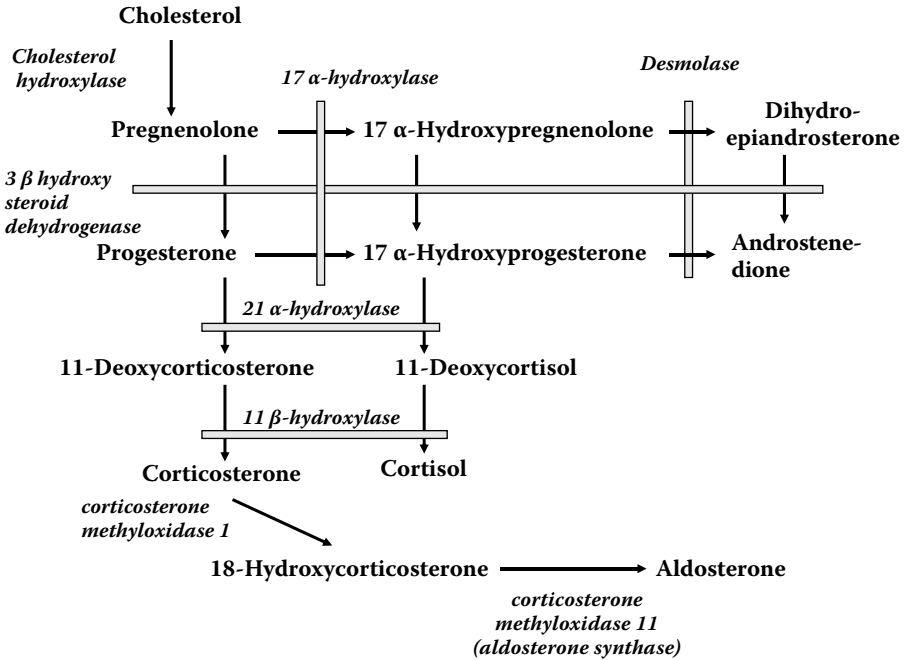 Cholesterol
Cholesterol
hydroxylase
17 α-hydroxylase
Desmolase
Pregnenolone
17 α-Hydroxypregnenolone
Dihydro-
epiandrosterone
3 β hydroxy
steroid
dehydrogenase
Progesterone
17 α-Hydroxyprogesterone
Androstene-
dione
21 α-hydroxylase
11-Deoxycorticosterone
11-Deoxycortisol
11 β-hydroxylase
Corticosterone
Cortisol
corticosterone
methyloxidase 1
18-Hydroxycorticosterone
Aldosterone
corticosterone
methyloxidase 11
(aldosterone synthase)